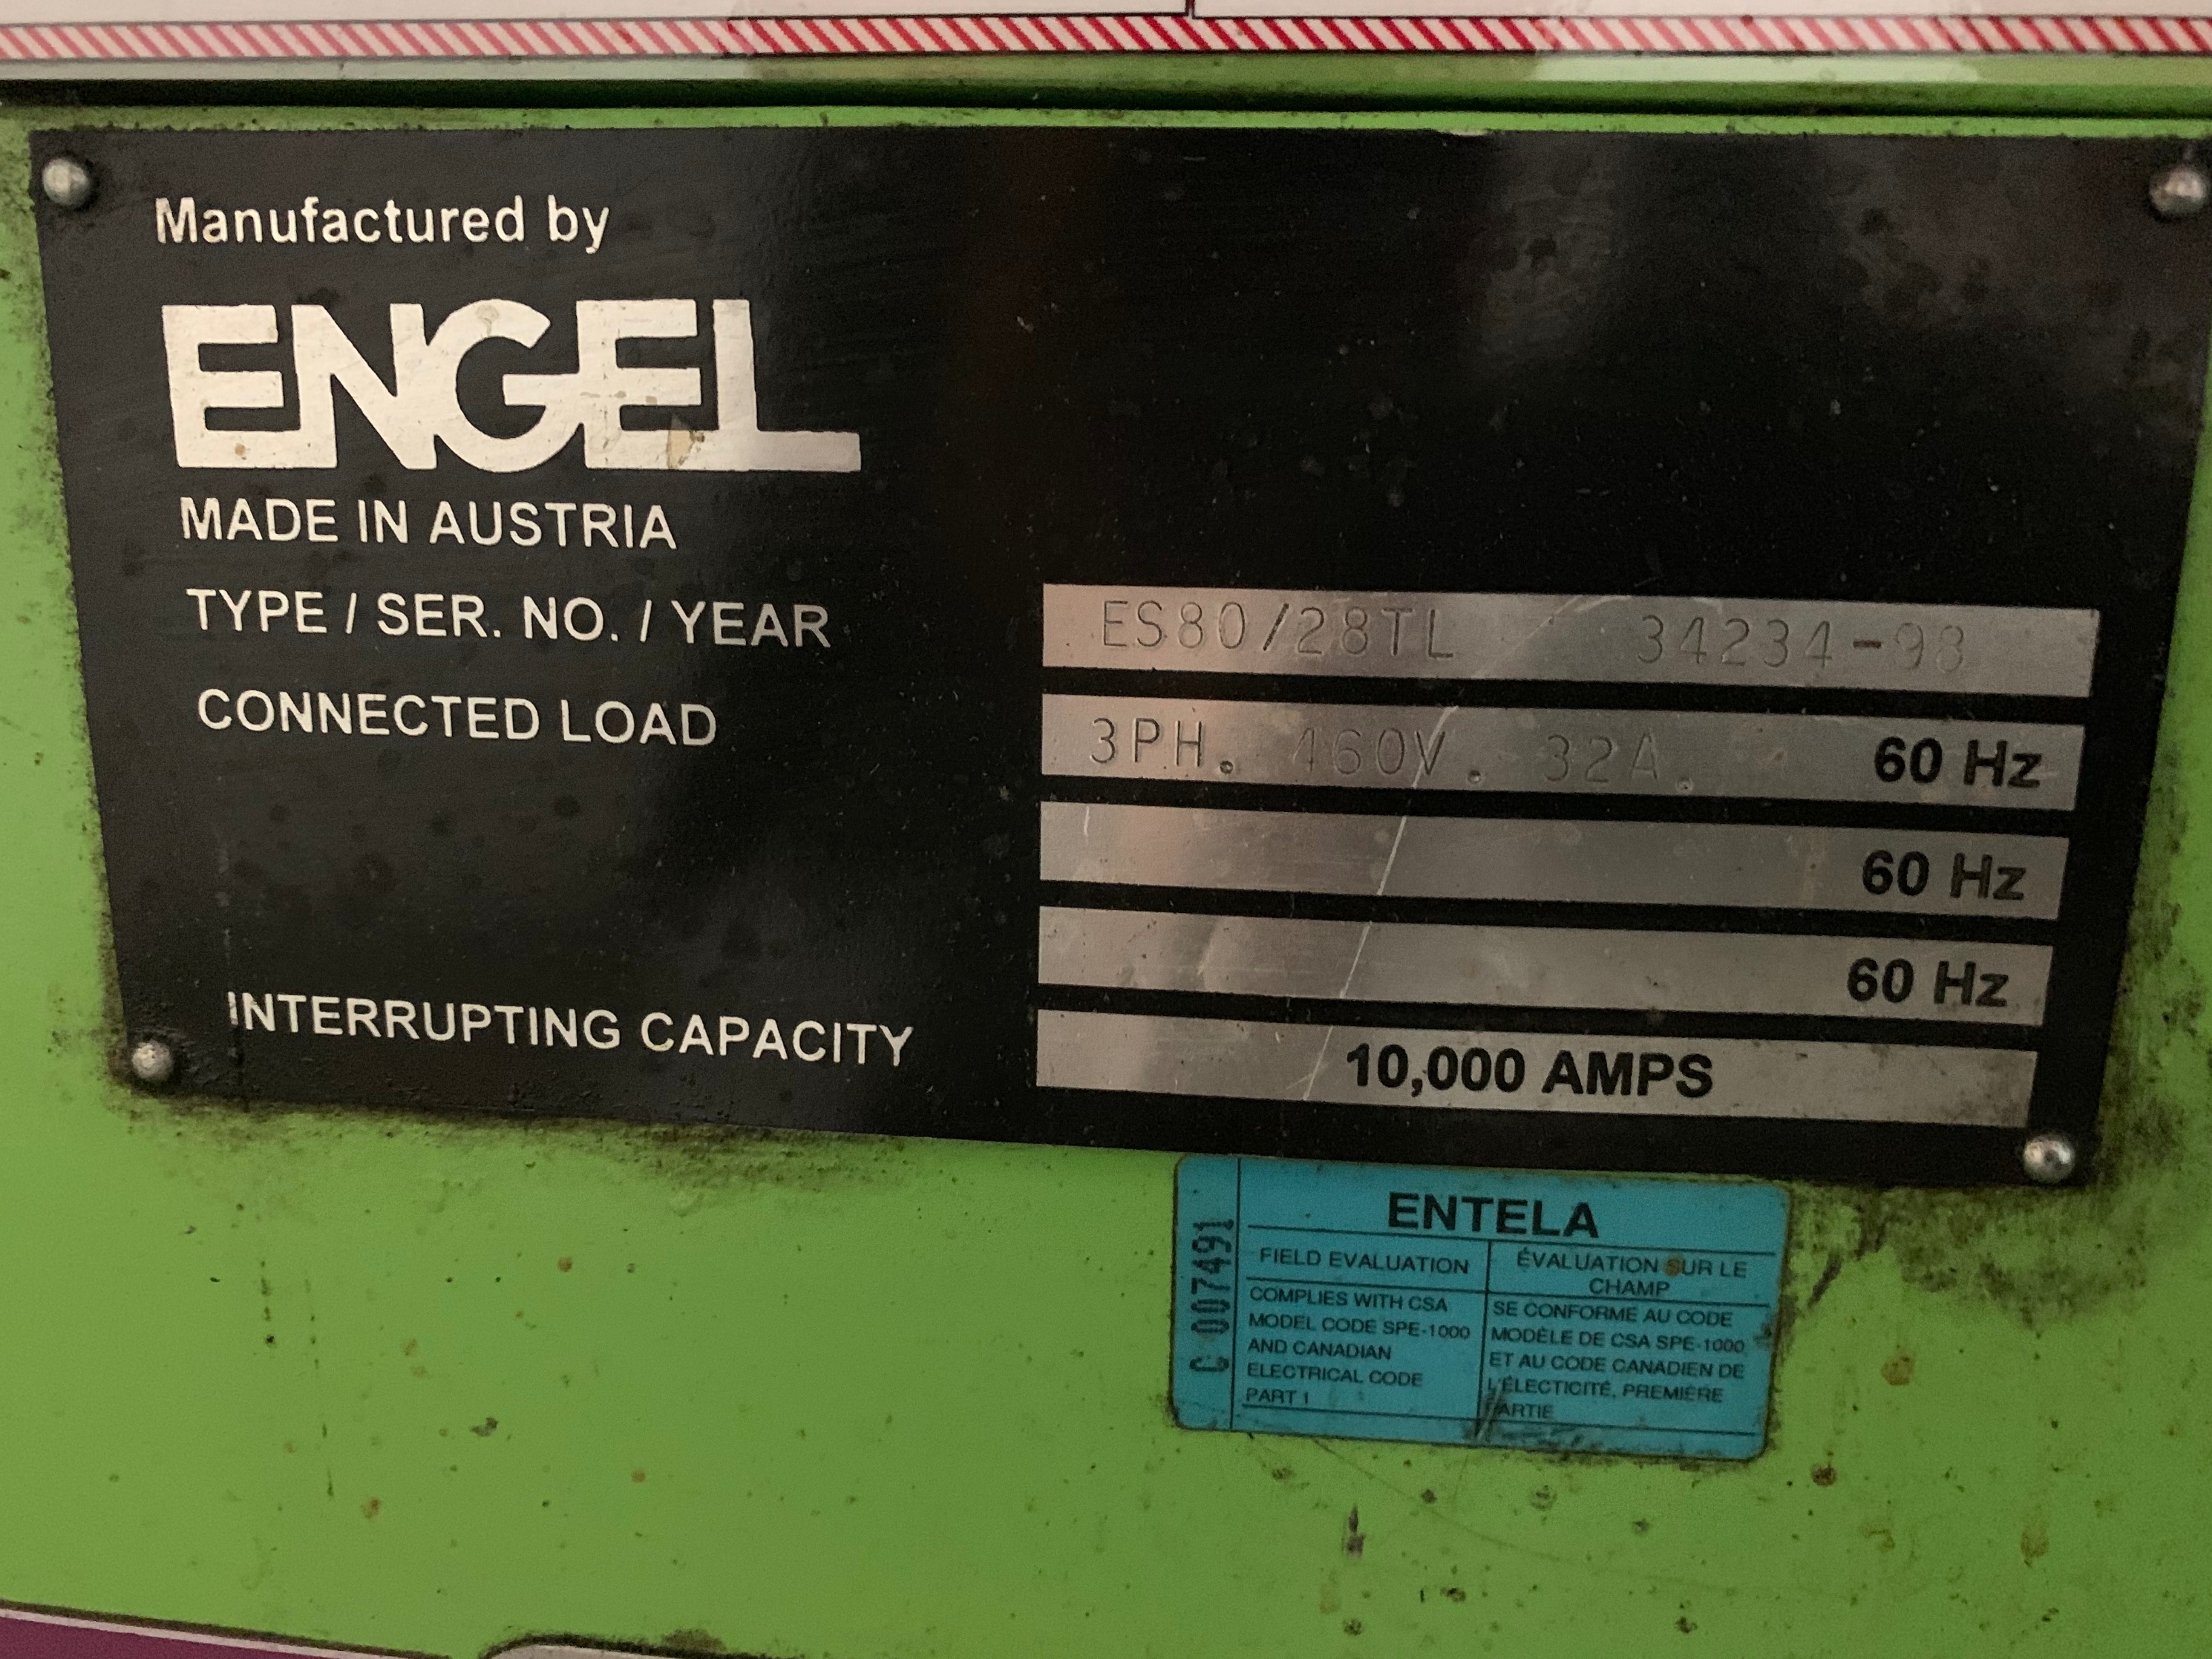 Manufactured by
ENGEL
MADE IN AUSTRIA
TYPE / SER. NO. / YEAR
ES80/28TL 34234-98
CONNECTED LOAD
3PH. 460V. 32A. 60 Hz
60 Hz
60 Hz
INTERRUPTING CAPACITY
10,000 AMPS
C 007491
ENTELA
FIELD EVALUATION
COMPLIES WITH CSA
MODEL CODE SPE-1000
AND CANADIAN
ELECTRICAL CODE
PART 1
ÉVALUATION SUR LE
CHAMP
SE CONFORME AU CODE
MODÈLE DE CSA SPE-1000
ET AU CODE CANADIEN DE
L'ÉLECTICITÉ, PREMIÈRE
PARTIE